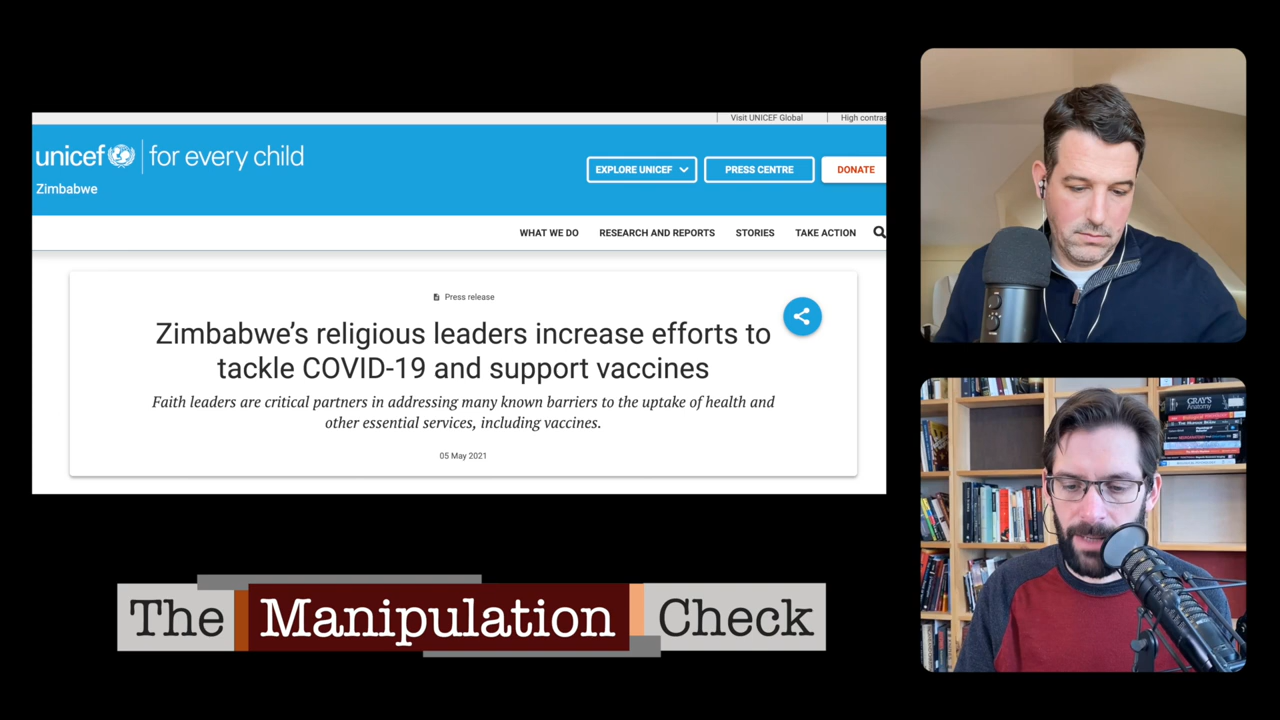 Visit UNICEF Global
High contras
unicef for every child
Zimbabwe
EXPLORE UNICEF
PRESS CENTRE
DONATE
WHAT WE DO
RESEARCH AND REPORTS
STORIES
TAKE ACTION
Press release
Zimbabwe’s religious leaders increase efforts to
tackle COVID-19 and support vaccines
Faith leaders are critical partners in addressing many known barriers to the uptake of health and
other essential services, including vaccines.
05 May 2021
The Manipulation Check
GRAY'S
Anatomy